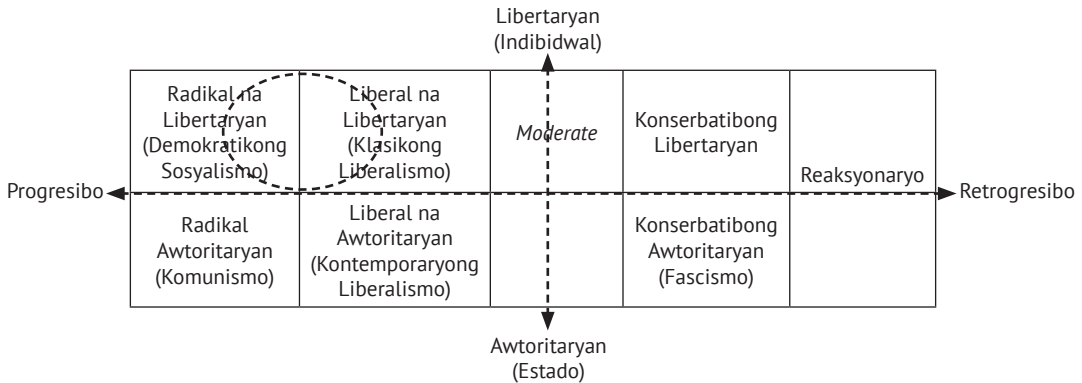 Libertaryan
(Indibidwal)
Radikal na
Libertaryan
(Demokratikong
Sosyalismo)
Liberal na
Libertaryan
(Klasikong
Liberalismo)
Moderate
Konserbatibong
Libertaryan
Reaksyonaryo
Progresibo
Retrogresibo
Radikal
Awtoritaryan
(Komunismo)
Liberal na
Awtoritaryan
(Kontemporaryong
Liberalismo)
Konserbatibong
Awtoritaryan
(Fascismo)
Awtoritaryan
(Estado)